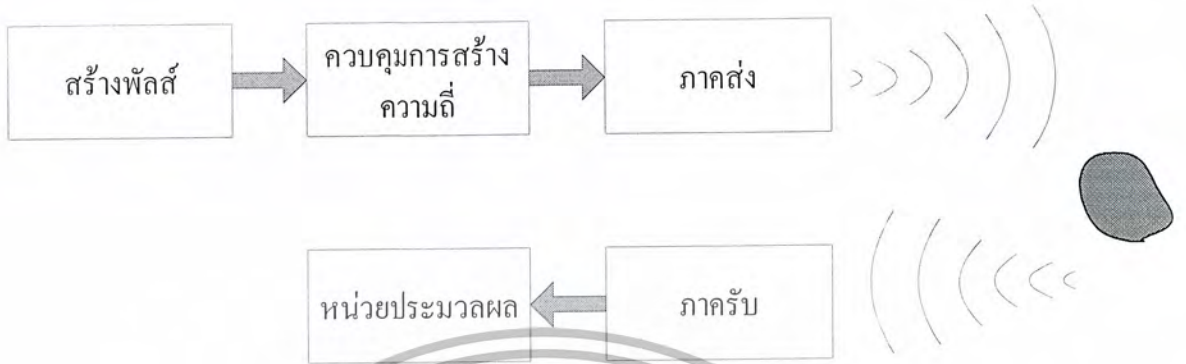 สร้างพัลส์
ควบคุมการสร้าง
ความถี่
ภาคส่ง
หน่วยประมวลผล
ภาครับ